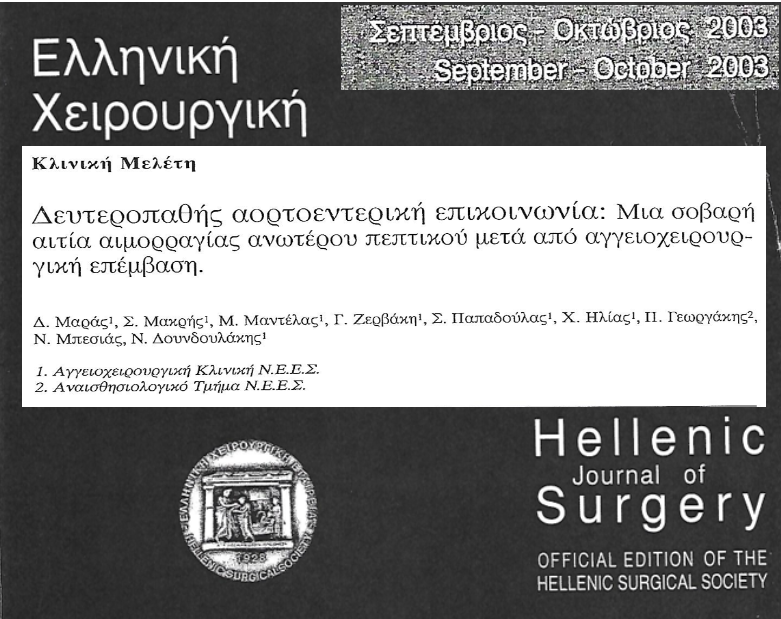 Ελληνική
Χειρουργική
Σεπτέμβριος - Οκτώβριος 2003
September - October 2003
Κλινική Μελέτη
Δευτεροπαθής αορτοεντερική επικοινωνία: Μια σοβαρή
αιτία αιμορραγίας ανωτέρου πεπτικού μετά από αγγειοχειρουρ-
γική επέμβαση.
Δ. Μαράς¹, Σ. Μακρής¹, Μ. Μαντέλας¹, Γ. Ζερβάκη¹, Σ. Παπαδούλας¹, Χ. Ηλίας¹, Π. Γεωργάκης²,
Ν. Μπεσιάς, Ν. Δουνδουλάκης¹
1. Αγγειοχειρουργική Κλινική Ν.Ε.Ε.Σ.
2. Αναισθησιολογικό Τμήμα Ν.Ε.Ε.Σ.
ΕΛΛΗΝΙΚΗ ΧΕΙΡΟΥΡΓΙΚΗ ΕΤΑΙΡΕΙΑ
1928
HELLENIC SURGICAL SOCIETY
Hellenic
Journal of
Surgery
OFFICIAL EDITION OF THE
HELLENIC SURGICAL SOCIETY